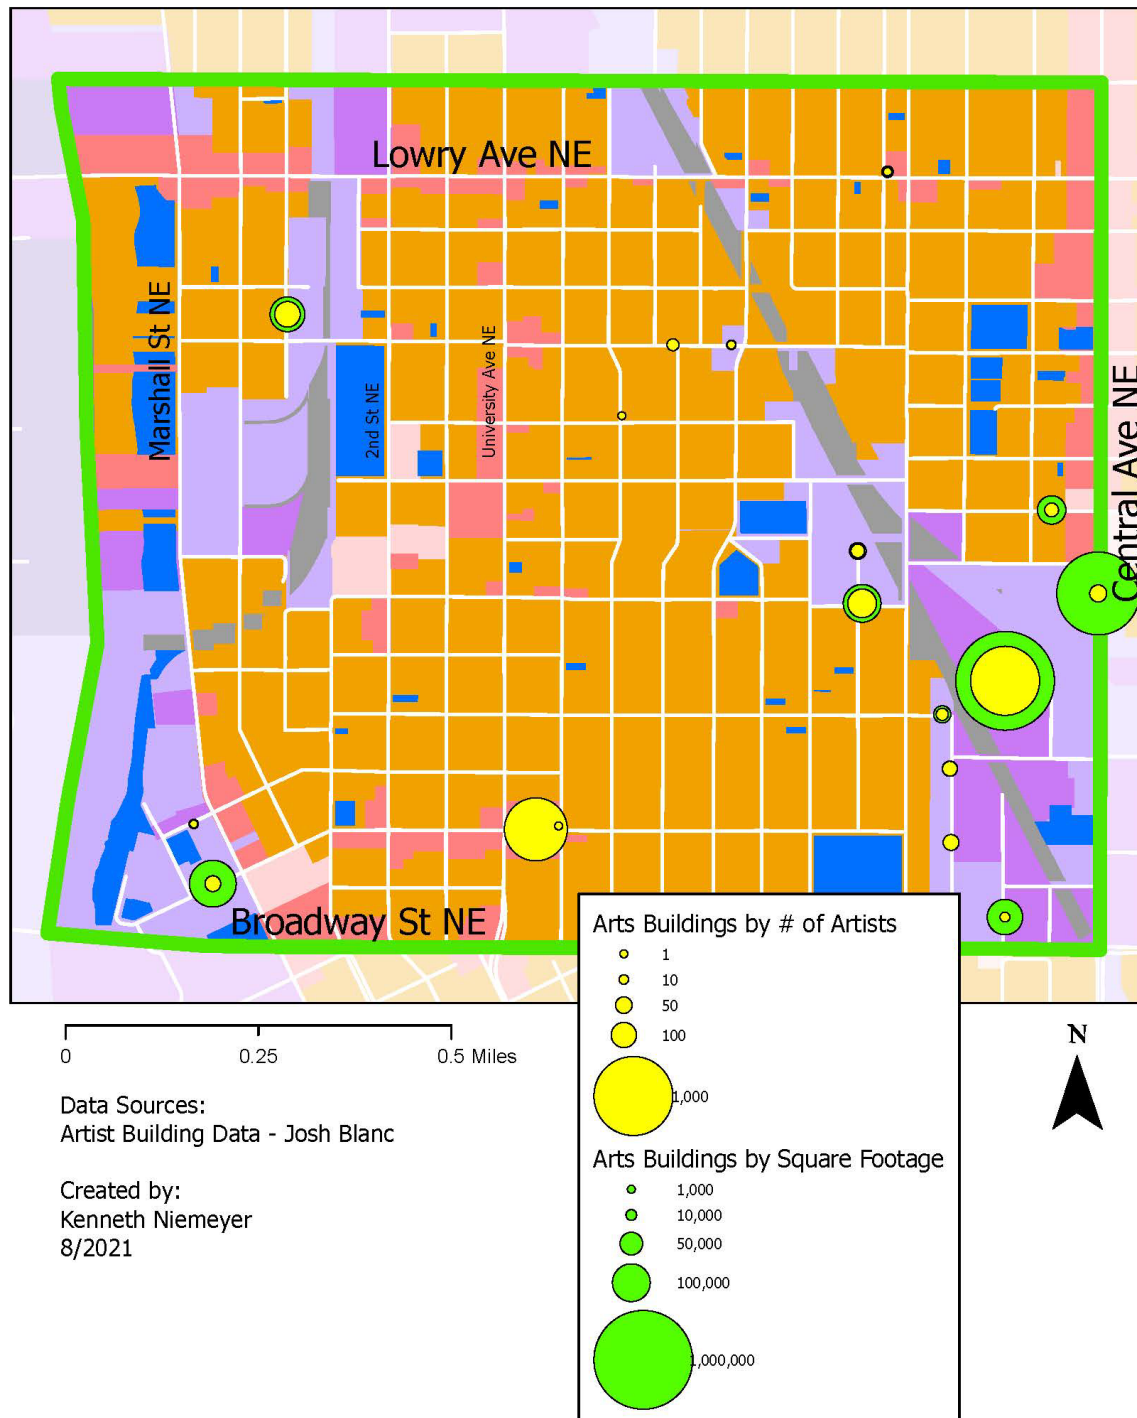 Lowry Ave NE
Marshall St NE
2nd St NE
University Ave NE
Central Ave NE
Broadway St NE
Arts Buildings by # of Artists
1
10
50
100
1,000
Arts Buildings by Square Footage
1,000
10,000
50,000
100,000
1,000,000
0 0.25 0.5 Miles
N
Data Sources:
Artist Building Data - Josh Blanc
Created by:
Kenneth Niemeyer
8/2021